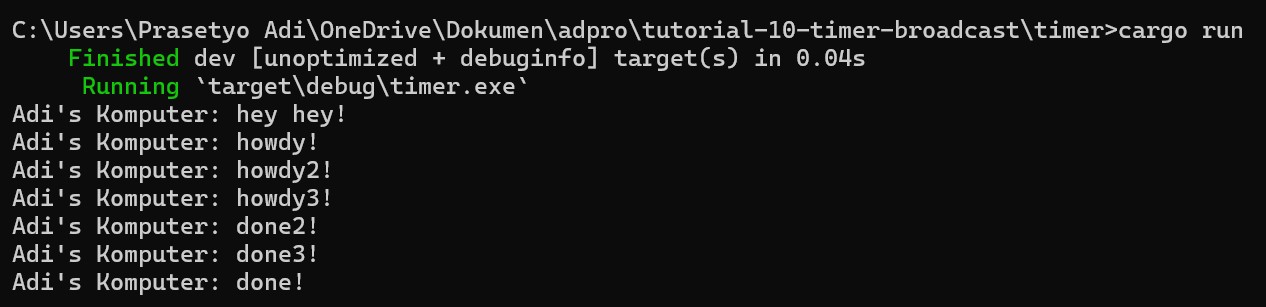 C:\Users\Prasetyo Adi\OneDrive\Dokumen\adpro\tutorial-10-timer-broadcast\timer>cargo run
Finished dev [unoptimized + debuginfo] target(s) in 0.04s
Running `target\debug\timer.exe`
Adi's Komputer: hey hey!
Adi's Komputer: howdy!
Adi's Komputer: howdy2!
Adi's Komputer: howdy3!
Adi's Komputer: done2!
Adi's Komputer: done3!
Adi's Komputer: done!